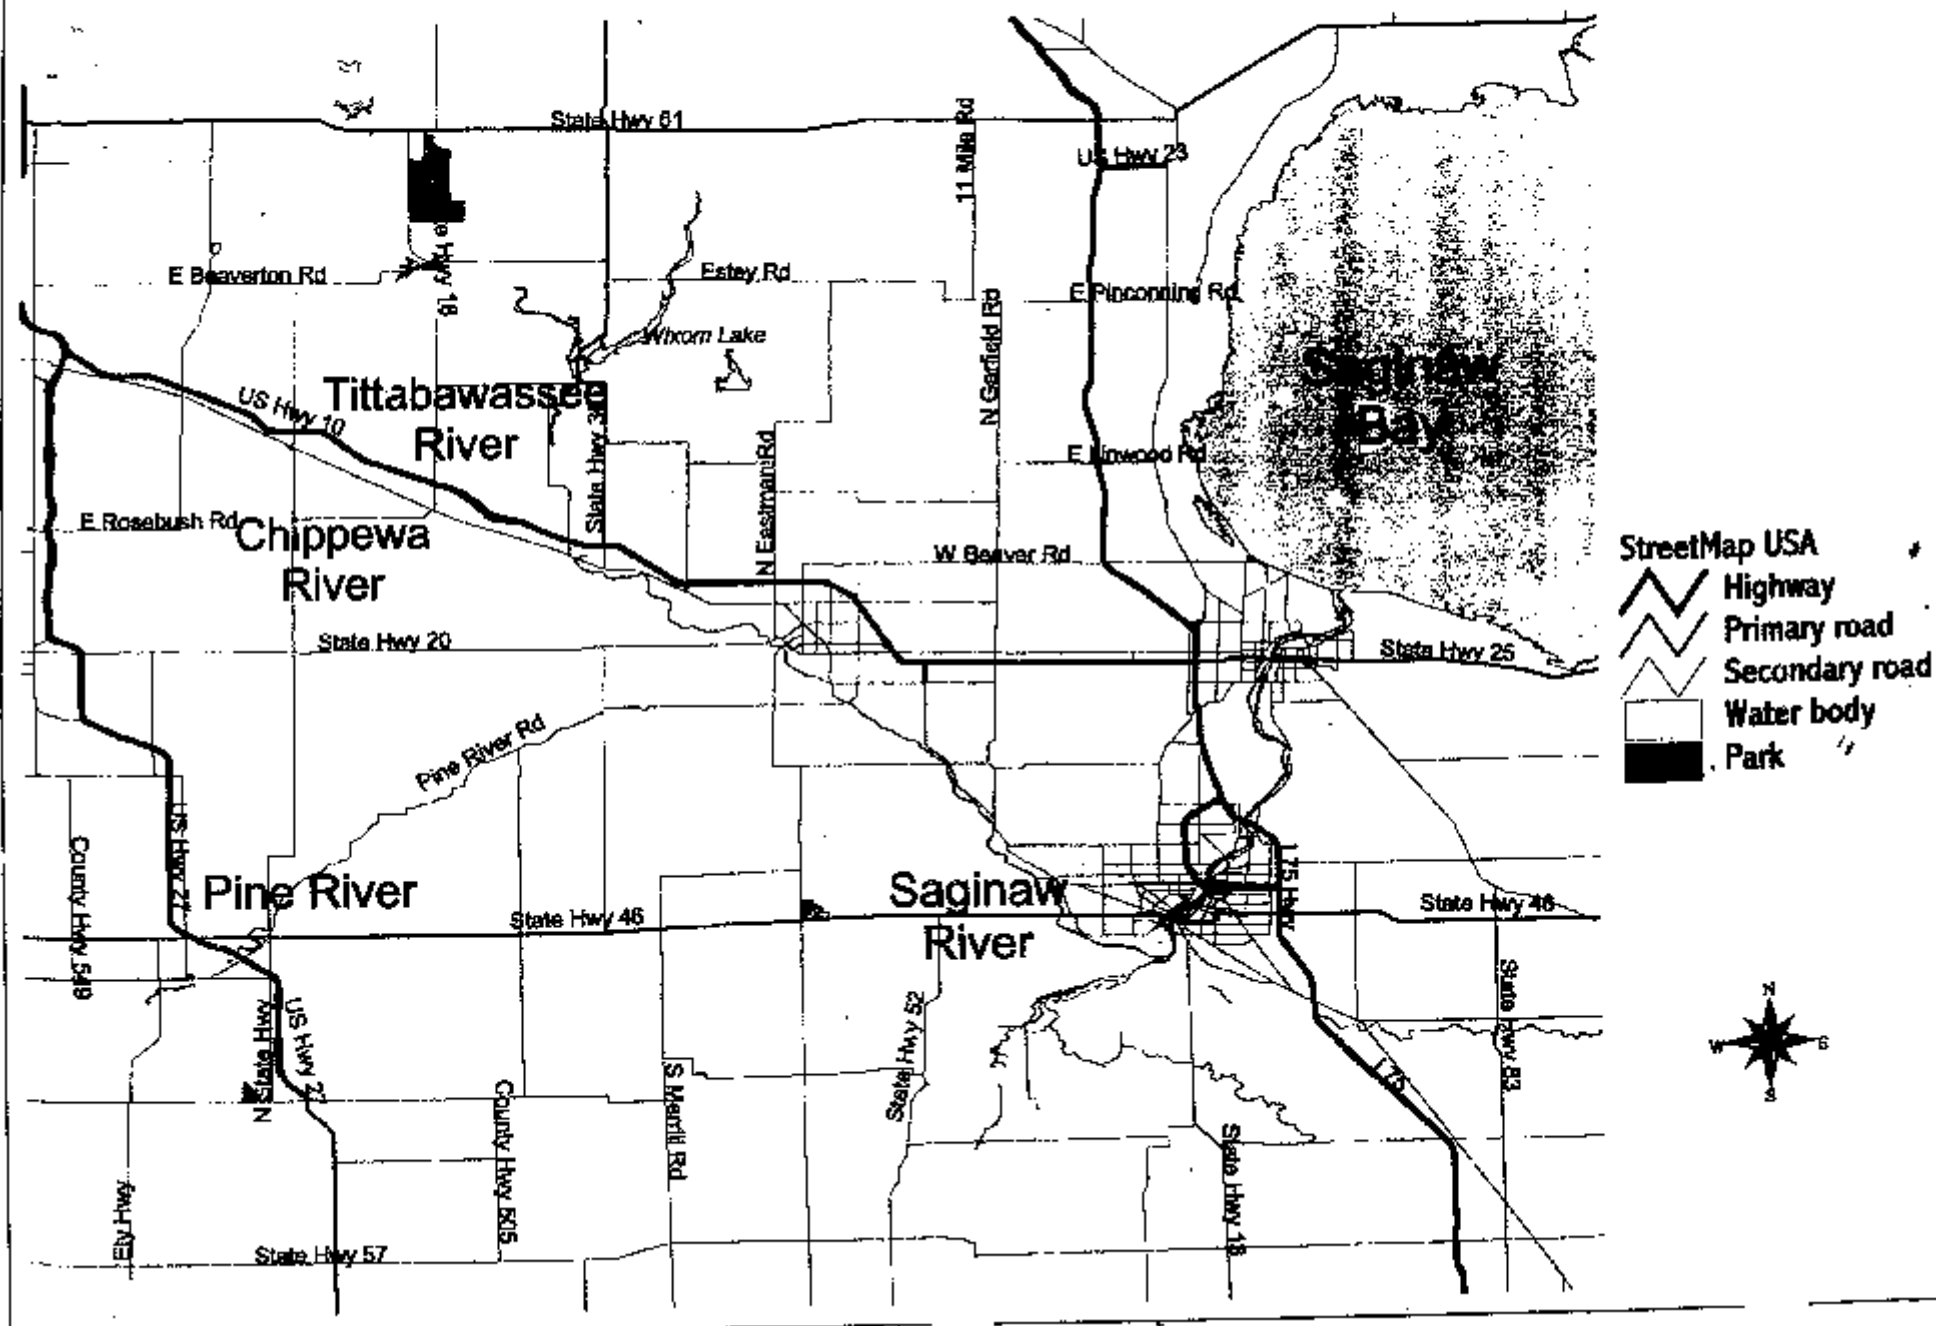 State Hwy 61
11 Mile Rd
US Hwy 23
E Beaverton Rd
Estey Rd
E Pinconning Rd
Wixom Lake
N Garfield Rd
Saginaw
Bay
US Hwy 10
Tittabawassee
River
State Hwy 30
N Eastman Rd
E Linwood Rd
E Rosebush Rd
Chippewa
River
W Beaver Rd
State Hwy 20
State Hwy 25
StreetMap USA
Highway
Primary road
Secondary road
Water body
Park
Pine River Rd
US Hwy 27
County Hwy 549
Pine River
State Hwy 46
Saginaw
River
I 75 Hwy
State Hwy 46
N State Hwy
US Hwy 27
State Hwy 52
State Hwy 83
I 75
N
W
S
County Hwy 505
S Merrill Rd
State Hwy 13
Ely Hwy
State Hwy 57